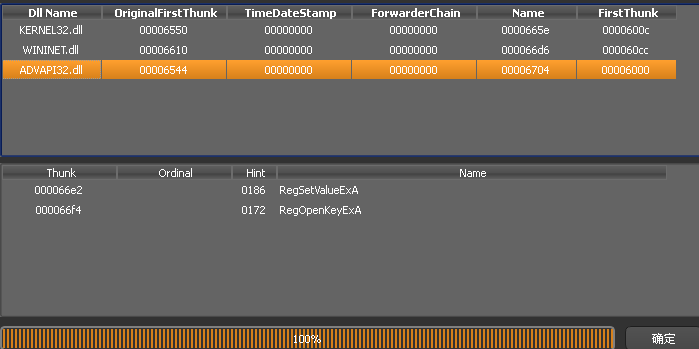 Dll Name OriginalFirstThunk TimeDateStamp ForwarderChain Name FirstThunk
KERNEL32.dll 00006550 00000000 00000000 0000665e 0000600c
WININET.dll 00006610 00000000 00000000 000066d6 000060cc
ADVAPI32.dll 00006544 00000000 00000000 00006704 00006000
Thunk Ordinal Hint Name
000066e2 0186 RegSetValueExA
000066f4 0172 RegOpenKeyExA
100% 确定